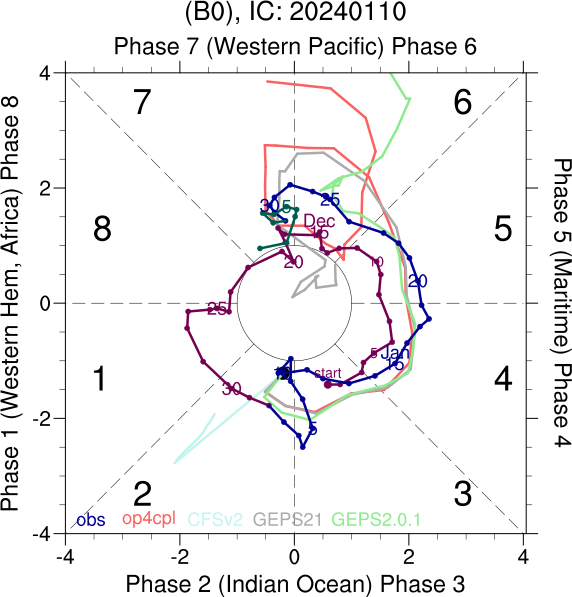 (B0), IC: 20240110
Phase 7 (Western Pacific) Phase 6
Phase 1 (Western Hem, Africa) Phase 8
Phase 5 (Maritime) Phase 4
4
2
0
-2
-4
7
6
8
5
1
4
2
3
30
5
25
Dec
5
20
10
25
20
Jan
5
15
start
30
5
obs op4cpl CFSv2 GEPS21 GEPS2.0.1
-4 -2 0 2 4
Phase 2 (Indian Ocean) Phase 3